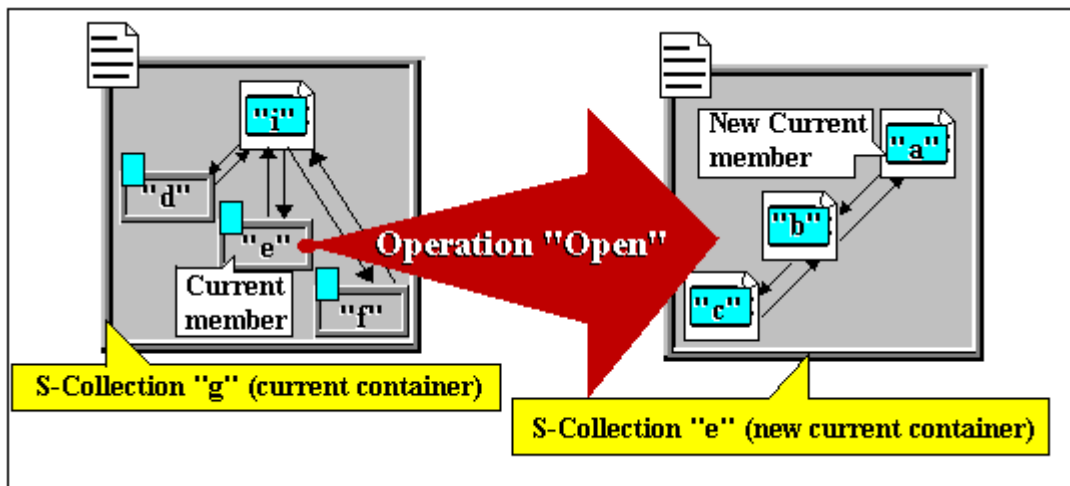 "i"
"d"
"e"
Current
member
"f"
S-Collection "g" (current container)
Operation "Open"
New Current
member
"a"
"b"
"c"
S-Collection "e" (new current container)